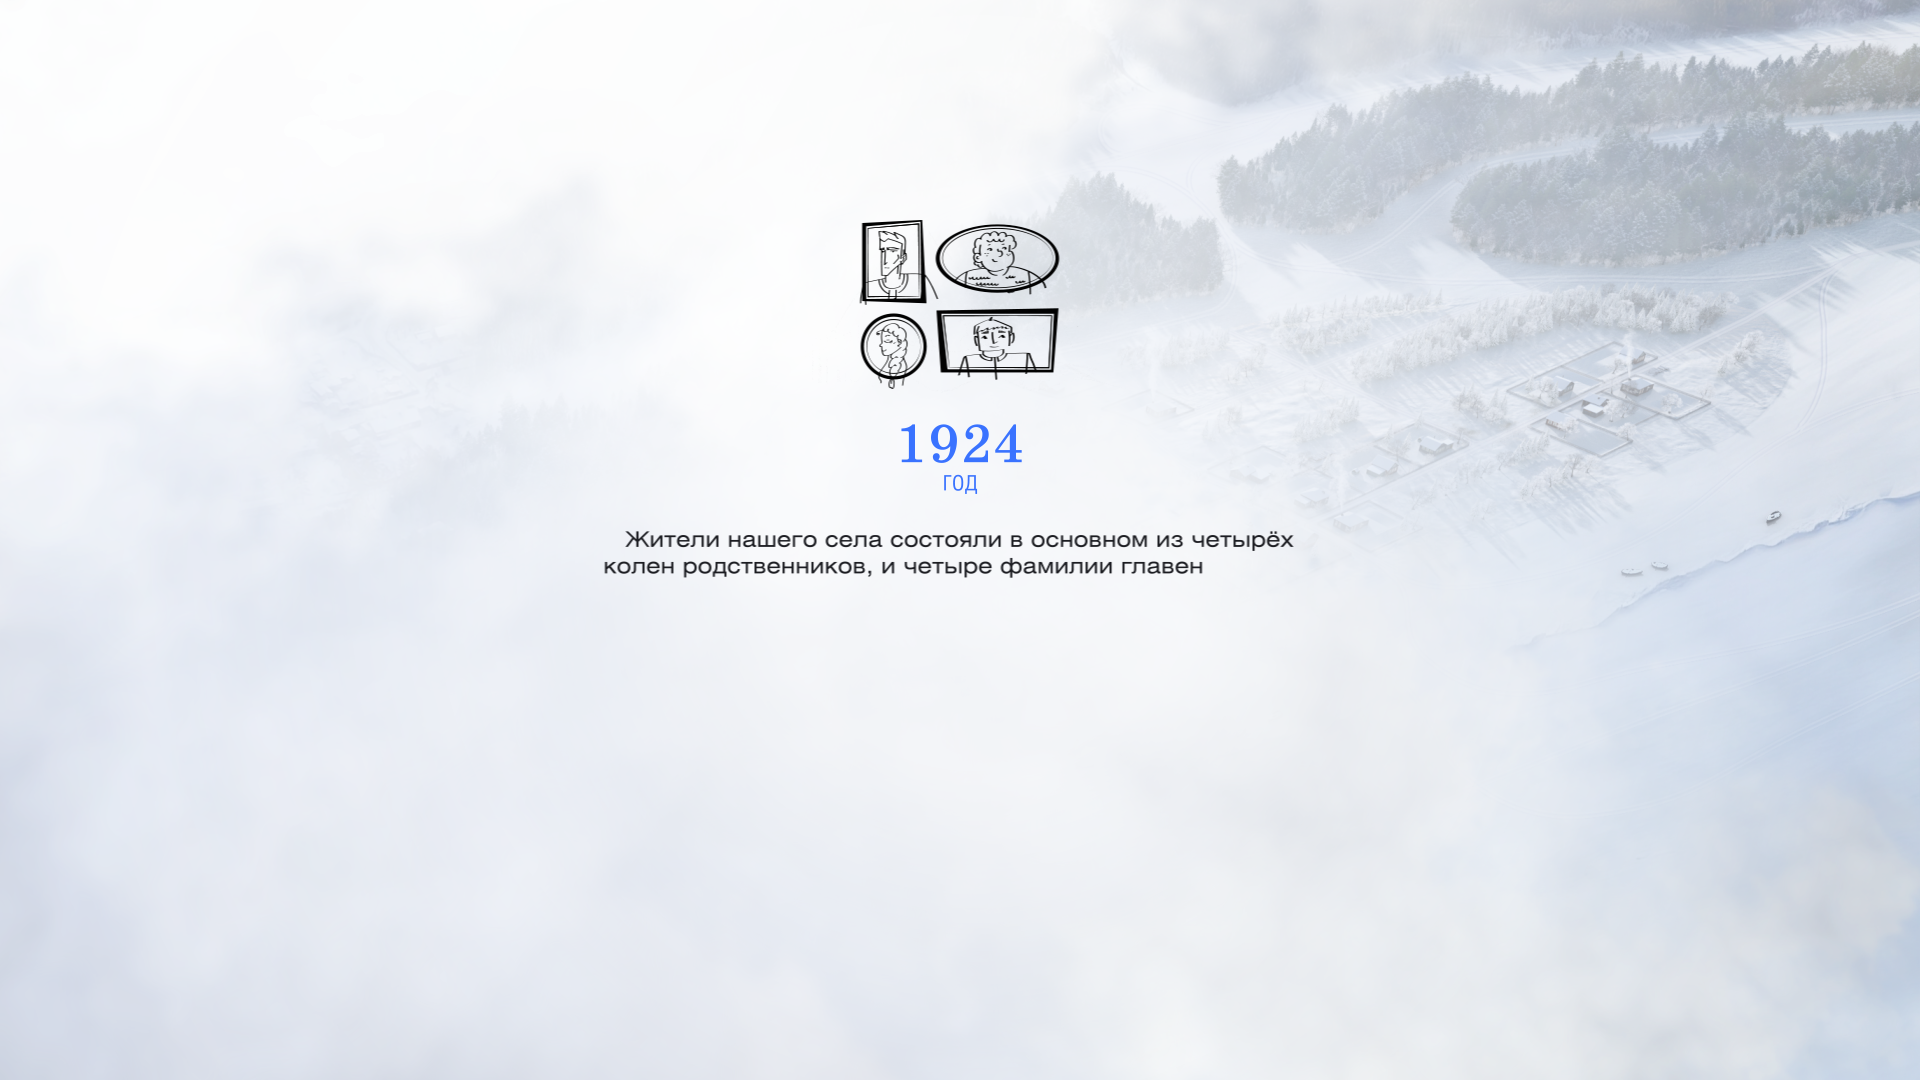 1924
ГОД
Жители нашего села состояли в основном из четырёх
колен родственников, и четыре фамилии главен